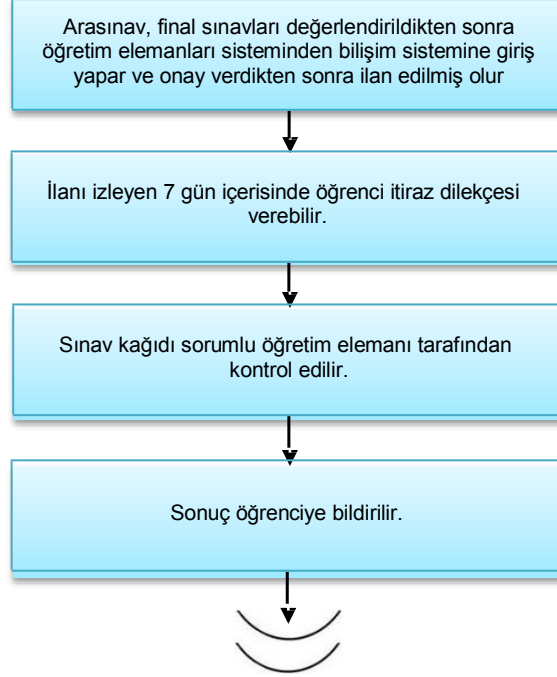 Arasınav, final sınavları değerlendirildikten sonra
öğretim elemanları sisteminden bilişim sistemine giriş
yapar ve onay verdikten sonra ilan edilmiş olur
İlanı izleyen 7 gün içerisinde öğrenci itiraz dilekçesi
verebilir.
Sınav kağıdı sorumlu öğretim elemanı tarafından
kontrol edilir.
Sonuç öğrenciye bildirilir.